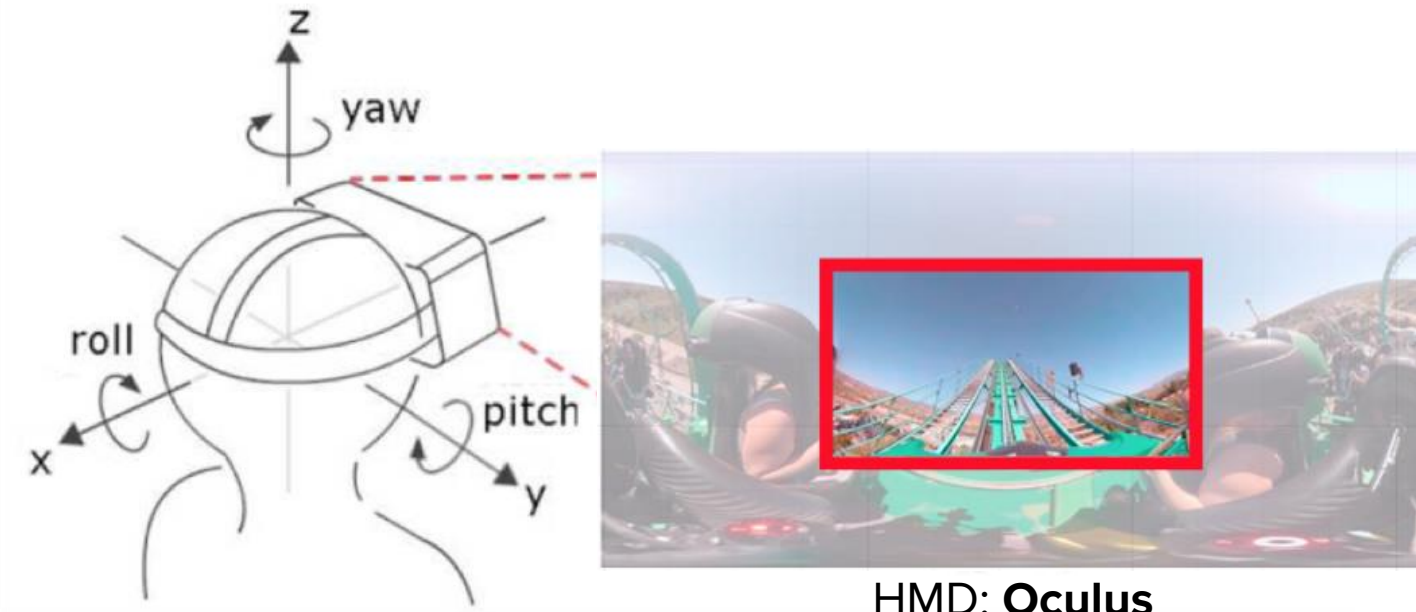 z
yaw
roll
pitch
x
y
HMD: Oculus